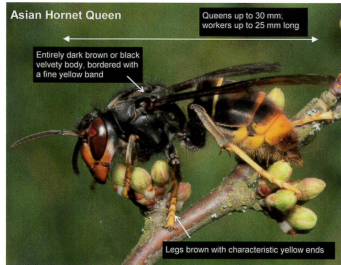 Asian Hornet Queen
Queens up to 30 mm,
workers up to 25 mm long
Entirely dark brown or black
velvety body, bordered with
a fine yellow band
Legs brown with characteristic yellow ends